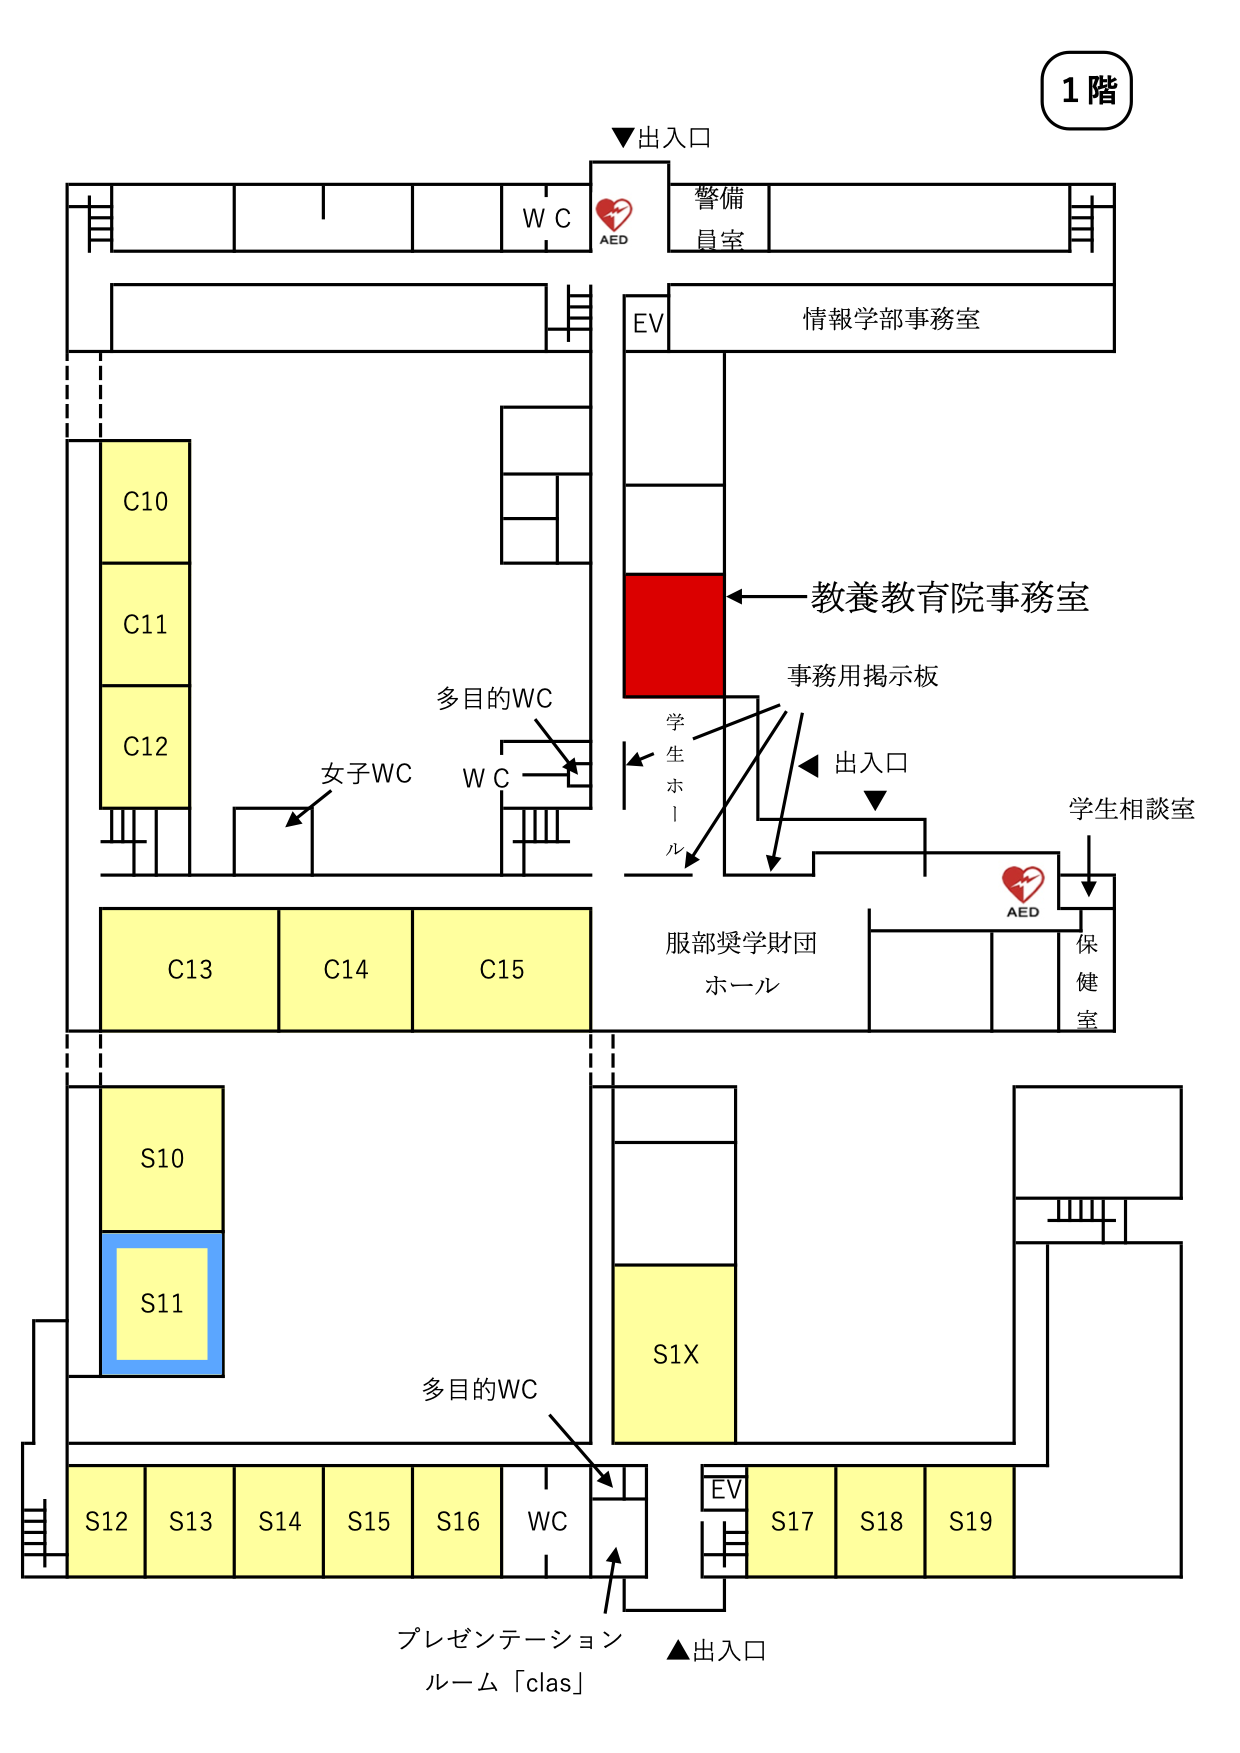 1階
▼出入口
WC
AED
警備
員室
EV
情報学部事務室
C10
教養教育院事務室
C11
事務用掲示板
多目的WC
学生ホール
C12
女子WC
WC
◀ 出入口
▼
学生相談室
AED
C13
C14
C15
服部奨学財団
ホール
保健室
S10
S11
S1X
多目的WC
EV
S12
S13
S14
S15
S16
WC
S17
S18
S19
プレゼンテーション
ルーム「clas」
▲出入口